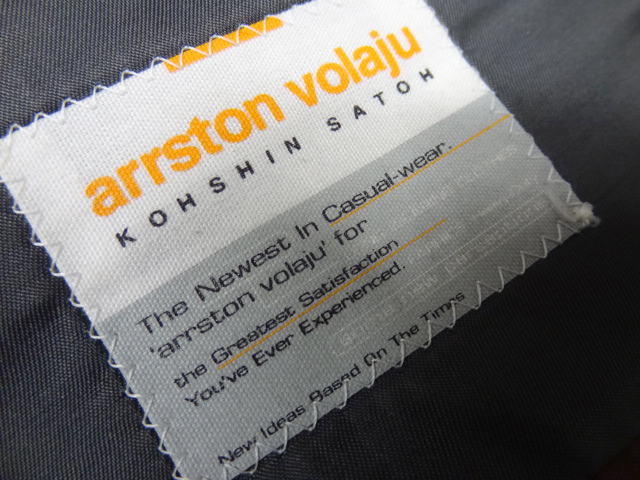 arrston volaju
KOHSHIN SATOH
The Newest In Casual-wear.
'arrston volaju' for
the Greatest Satisfaction
You've Ever Experienced.
New Ideas Based On The Times